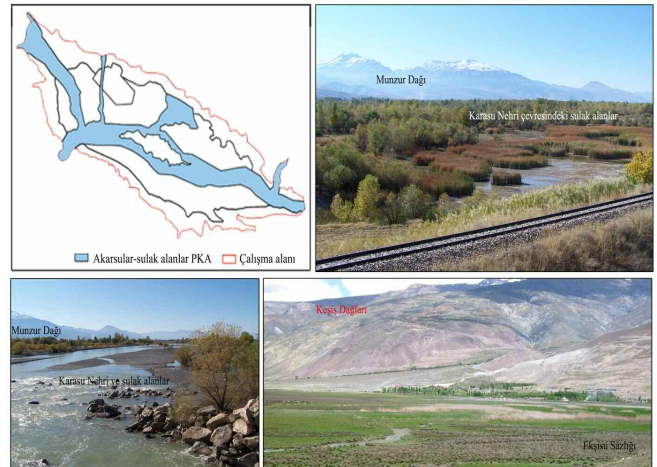 Munzur Dağı
Karasu Nehri çevresindeki sulak alanlar
Akarsular-sulak alanlar PKA
Çalışma alanı
Munzur Dağı
Karasu Nehri ve sulak alanlar
Keşiş Dağları
Ekşisu Sazlığı